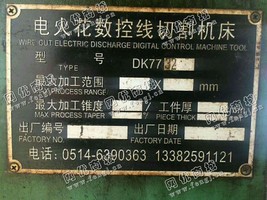 电火花数控线切割机床
WIRE CUT ELECTRIC DISCHARGE DIGITAL CONTROL MACHINE TOOL
型 号 DK77
TYPE
最大加工范围 X mm
MAX PROCESS RANGE
最大加工锥度 工件厚
MAX PROCESS TAPER
出厂编号 出厂日期
FACTORY NO. FACTORY DATE
电话：0514-6390363 13382591121